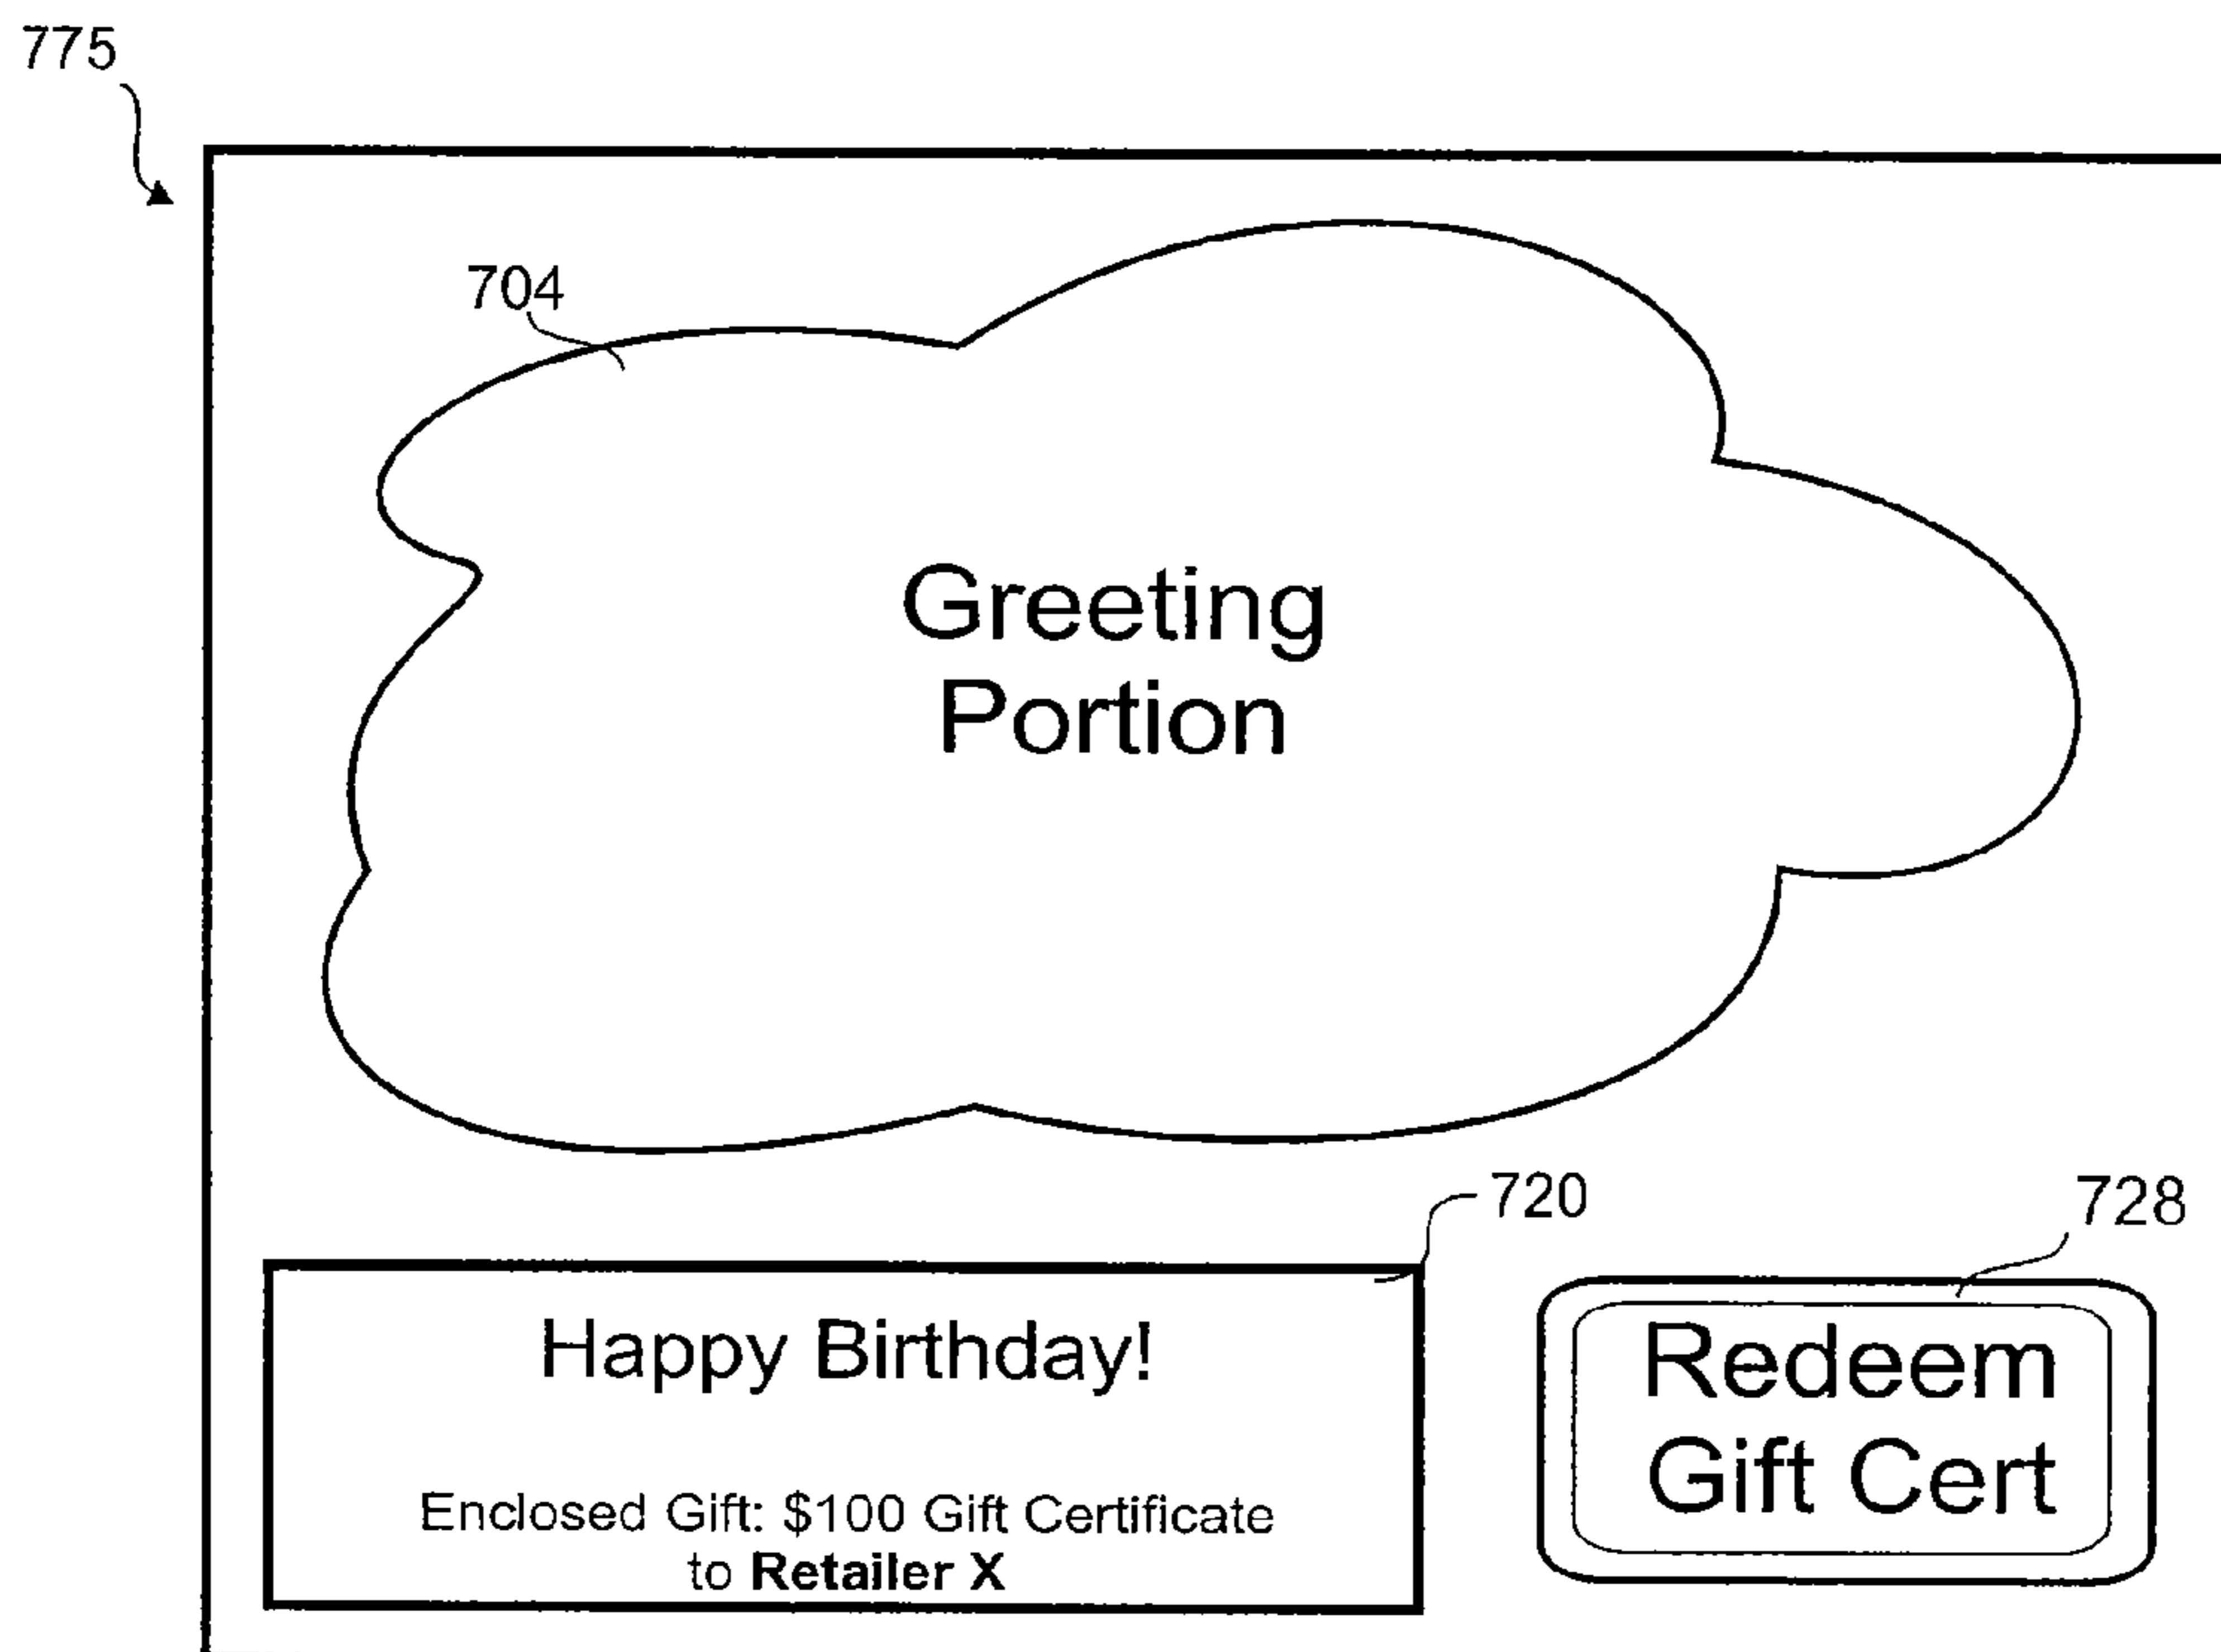 775
704
Greeting
Portion
720
728
Happy Birthday!
Enclosed Gift: $100 Gift Certificate
to Retailer X
Redeem
Gift Cert